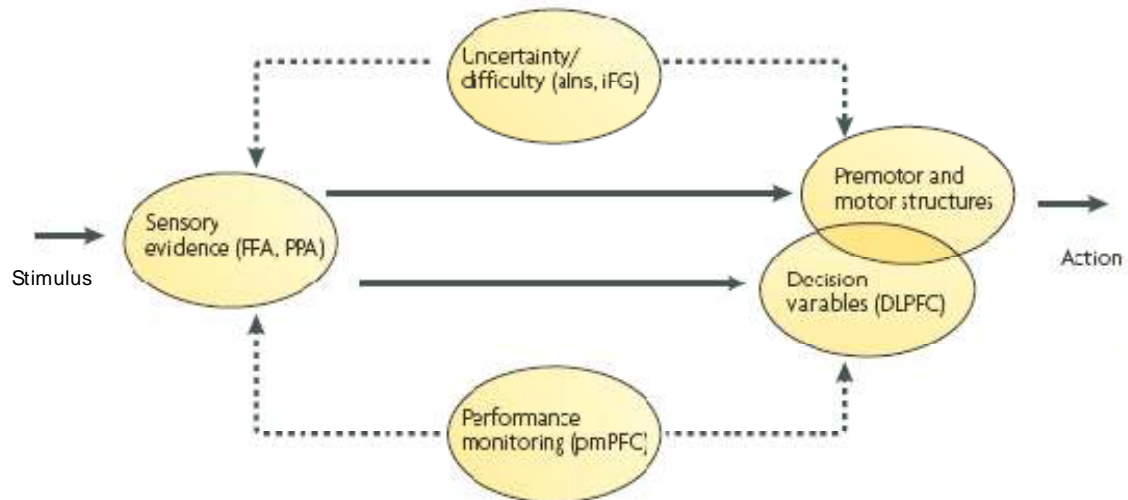 Uncertainty/
difficulty (aIns, iFG)
Premotor and
motor structures
Sensory
evidence (FFA, PPA)
Stimulus
Action
Decision
variables (DLPFC)
Performance
monitoring (pmPFC)